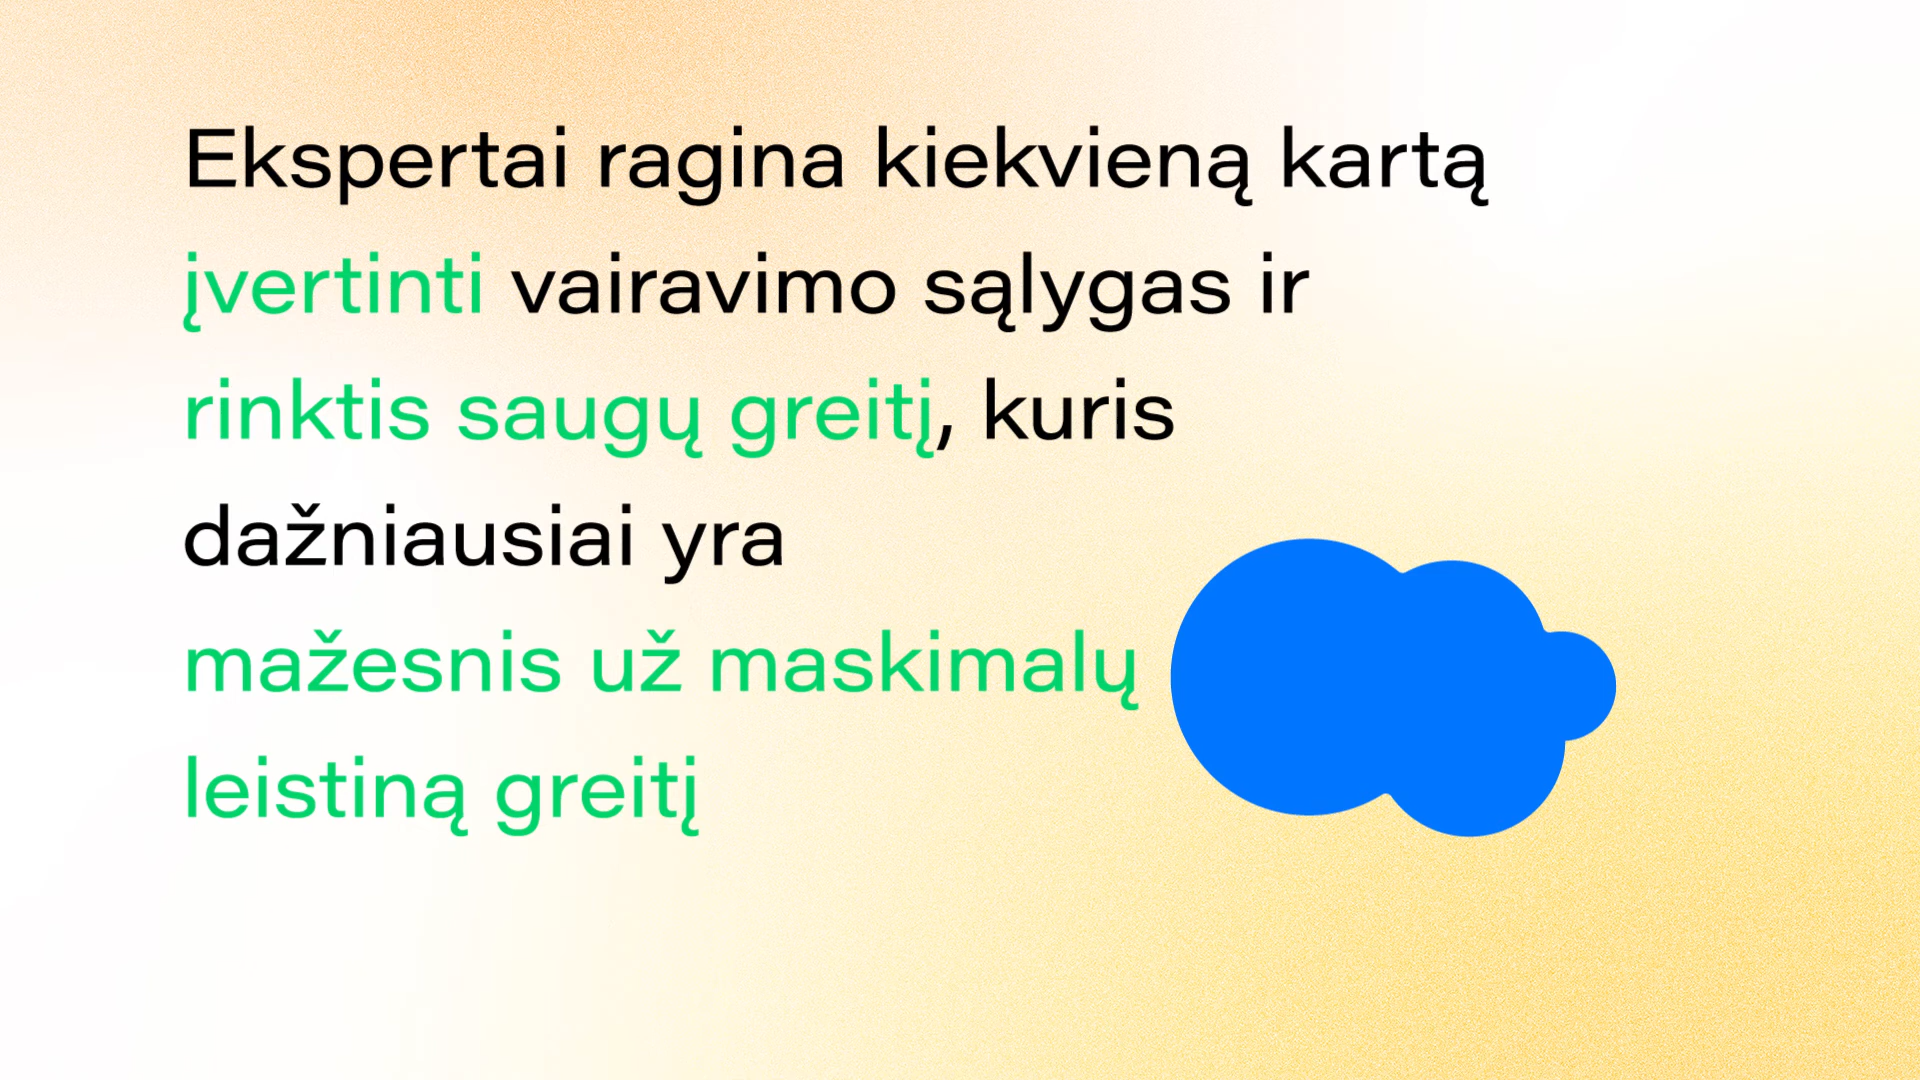 Ekspertai ragina kiekvieną kartą
įvertinti vairavimo sąlygas ir
rinktis saugų greitį, kuris
dažniausiai yra
mažesnis už maskimalų
leistiną greitį